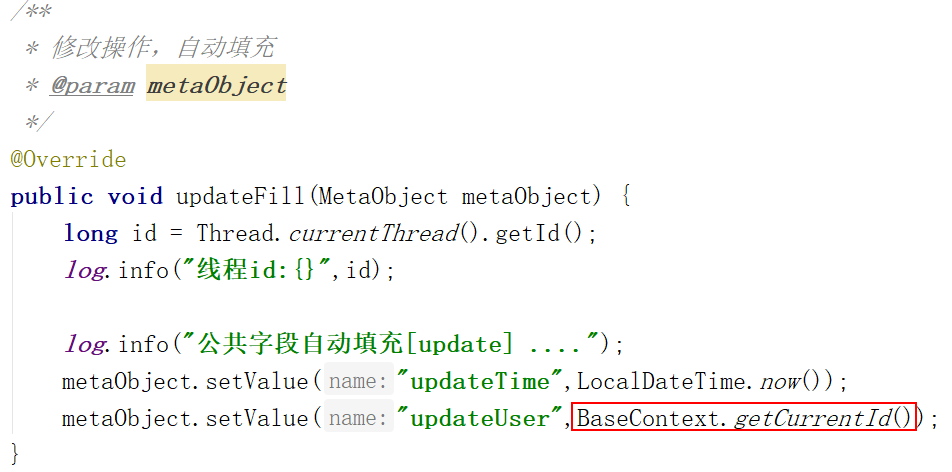 /**
 * 修改操作，自动填充
 * @param metaObject
 */
@Override
public void updateFill(MetaObject metaObject) {
    long id = Thread.currentThread().getId();
    log.info("线程id:{}",id);
    log.info("公共字段自动填充[update] ....");
    metaObject.setValue( name: "updateTime",LocalDateTime.now());
    metaObject.setValue( name: "updateUser",BaseContext.getCurrentId());
}